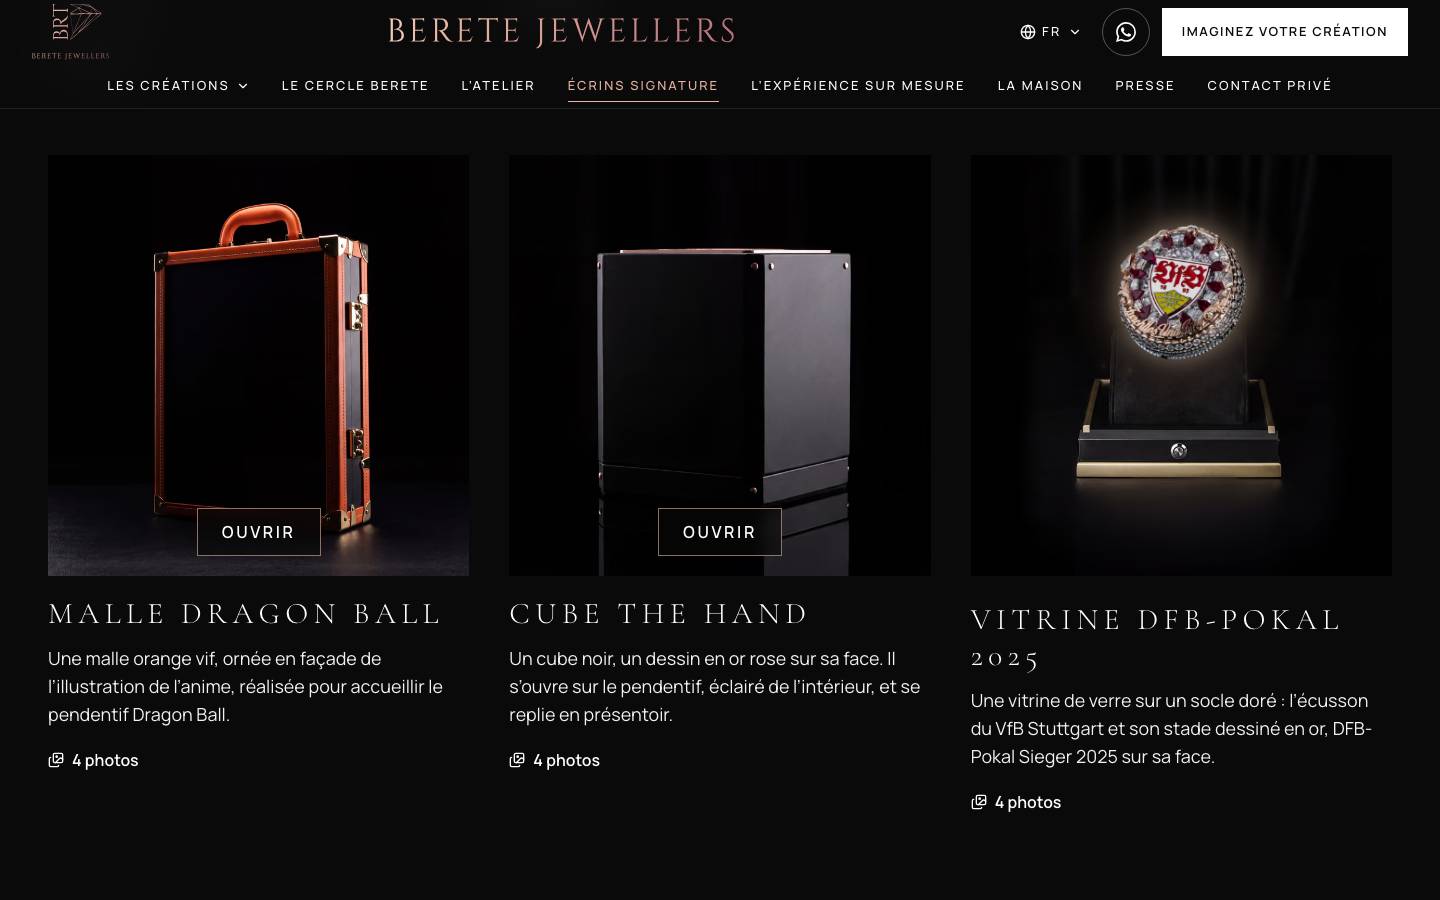 BRT
BERETE JEWELLERS
BERETE JEWELLERS
FR
IMAGINEZ VOTRE CRÉATION
LES CRÉATIONS
LE CERCLE BERETE
L'ATELIER
ÉCRINS SIGNATURE
L'EXPÉRIENCE SUR MESURE
LA MAISON
PRESSE
CONTACT PRIVÉ
OUVRIR
OUVRIR
VfB
MALLE DRAGON BALL
Une malle orange vif, ornée en façade de
l'illustration de l'anime, réalisée pour accueillir le
pendentif Dragon Ball.
4 photos
CUBE THE HAND
Un cube noir, un dessin en or rose sur sa face. Il
s'ouvre sur le pendentif, éclairé de l'intérieur, et se
replie en présentoir.
4 photos
VITRINE DFB-POKAL
2025
Une vitrine de verre sur un socle doré : l'écusson
du VfB Stuttgart et son stade dessiné en or, DFB-
Pokal Sieger 2025 sur sa face.
4 photos